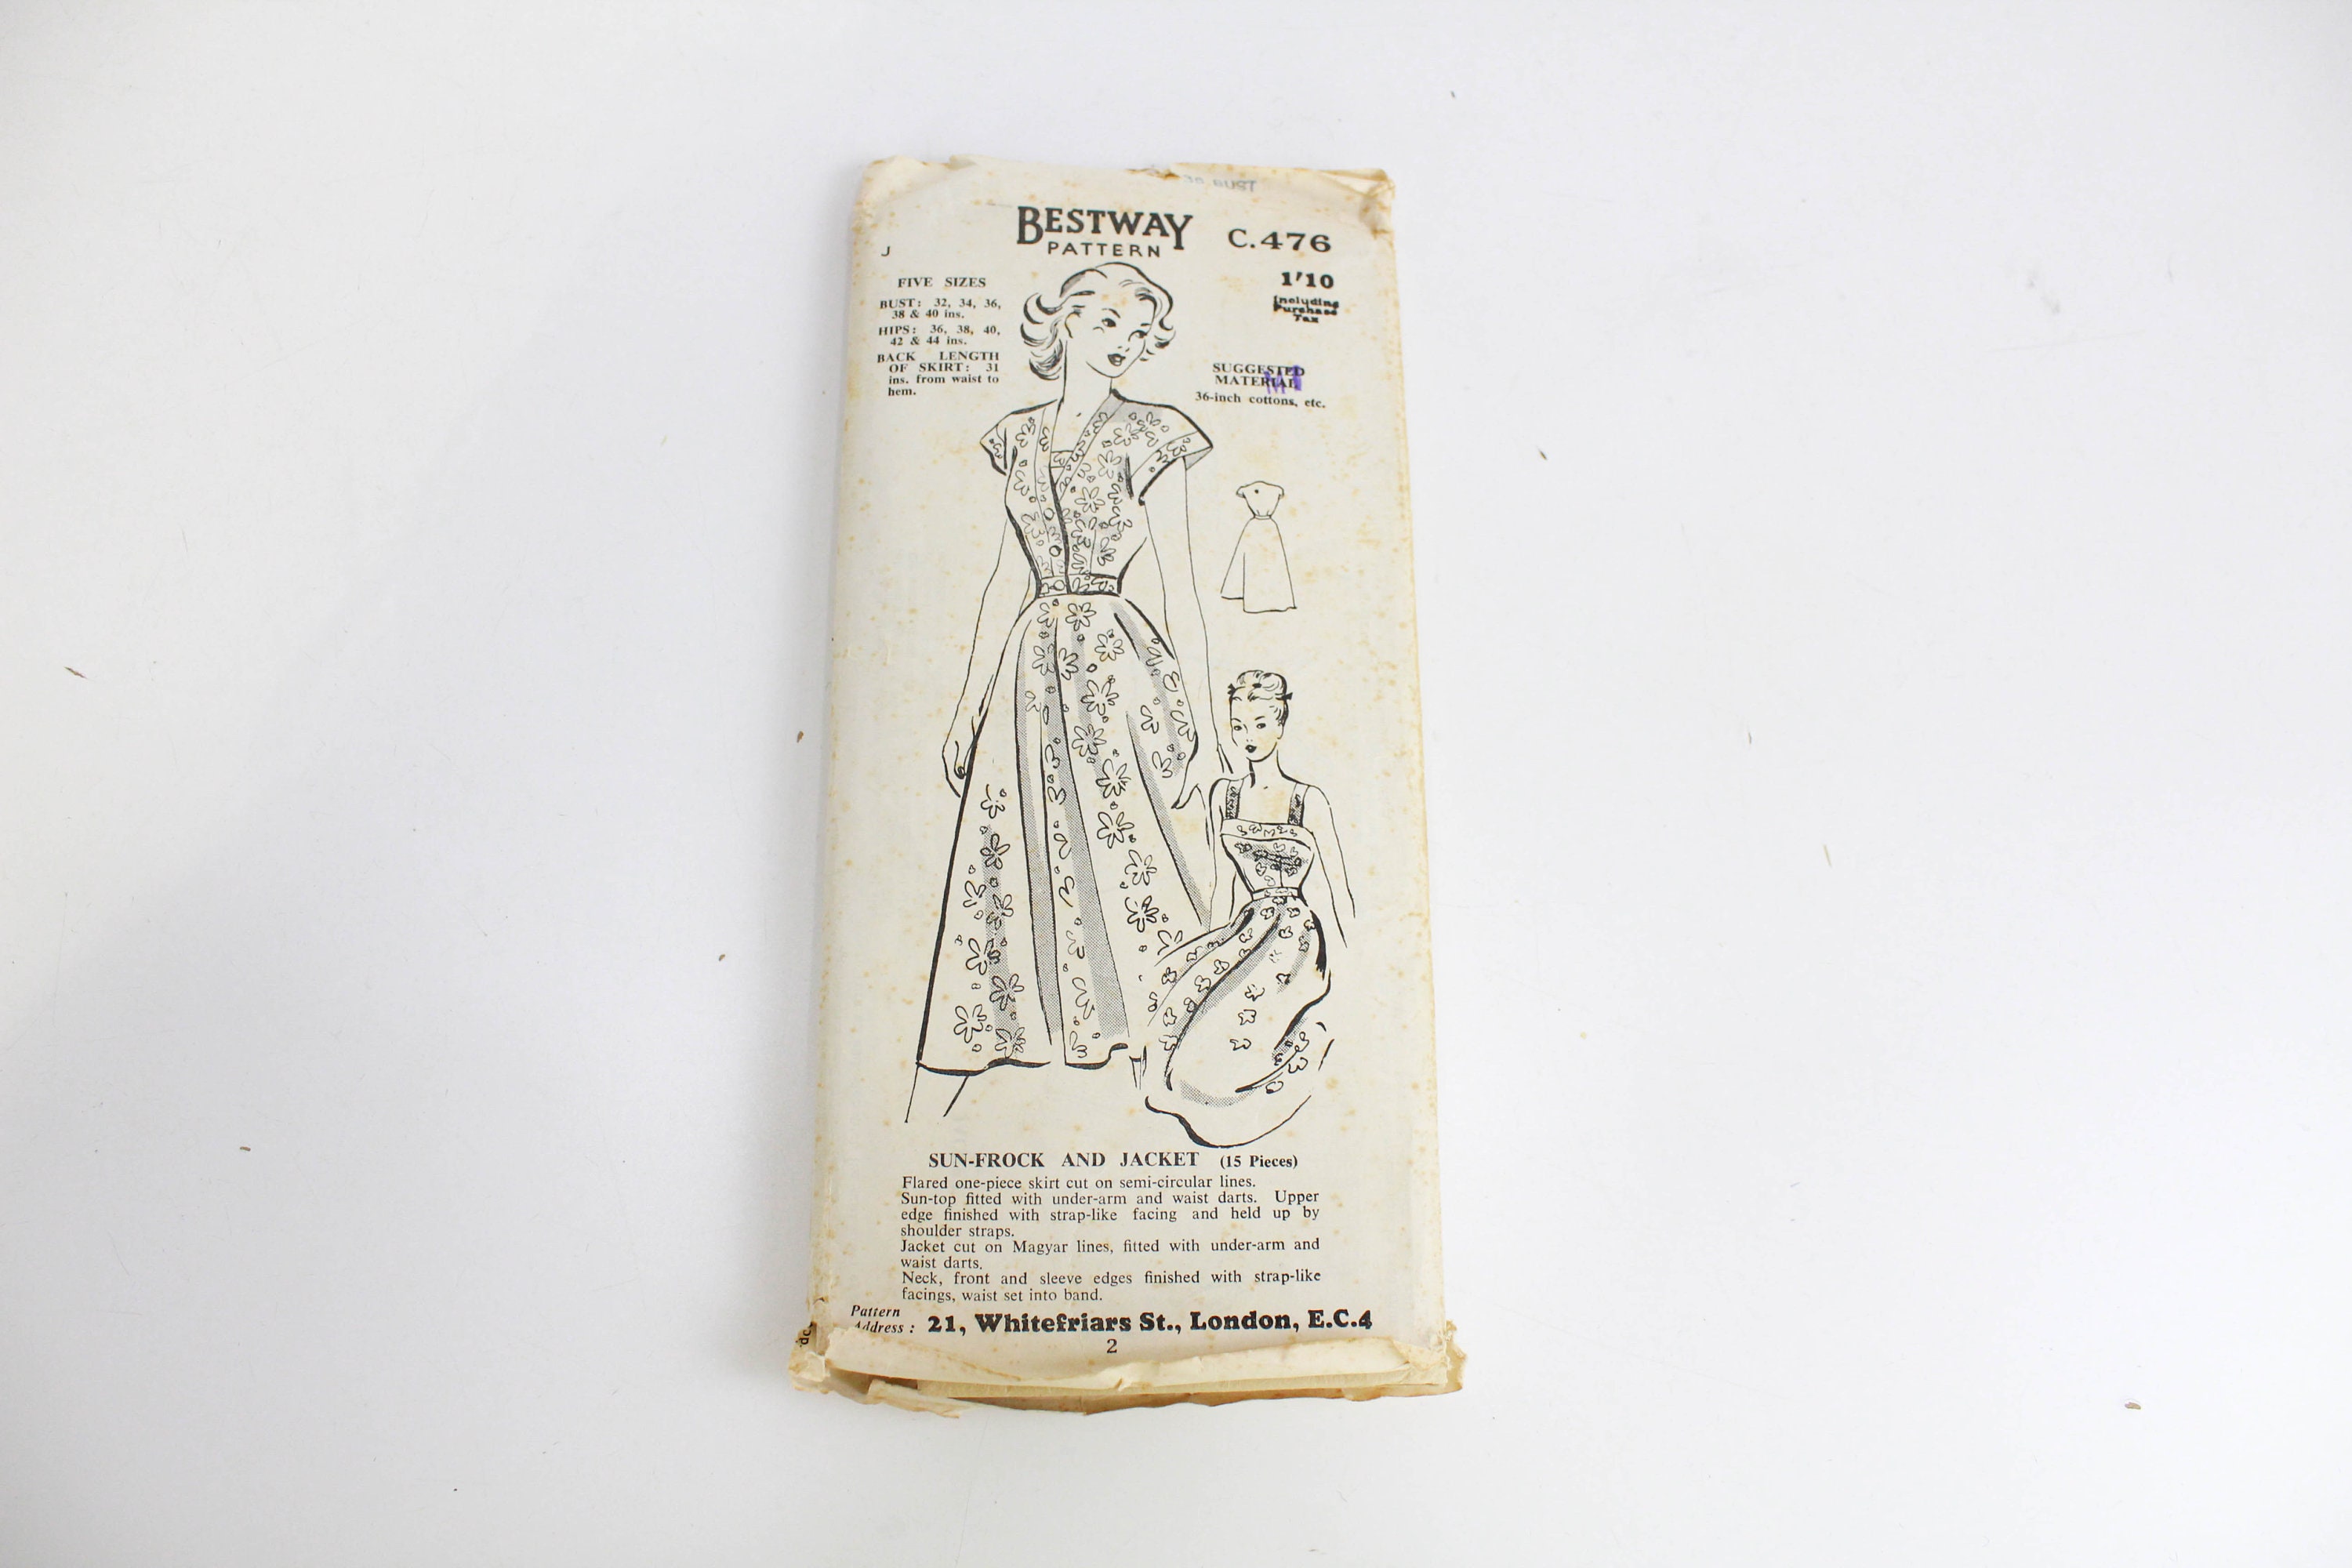 BUST
BESTWAY
PATTERN
C.476
J
1'10
Including
Purchase
Tax
FIVE SIZES
BUST: 32, 34, 36,
38 & 40 ins.
HIPS: 36, 38, 40,
42 & 44 ins.
BACK LENGTH
OF SKIRT: 31
ins. from waist to
hem.
SUGGESTED
MATERIAL
36-inch cottons, etc.
SUN-FROCK AND JACKET (15 Pieces)
Flared one-piece skirt cut on semi-circular lines.
Sun-top fitted with under-arm and waist darts. Upper
edge finished with strap-like facing and held up by
shoulder straps.
Jacket cut on Magyar lines, fitted with under-arm and
waist darts.
Neck, front and sleeve edges finished with strap-like
facings, waist set into band.
Pattern
Address: 21, Whitefriars St., London, E.C.4
2